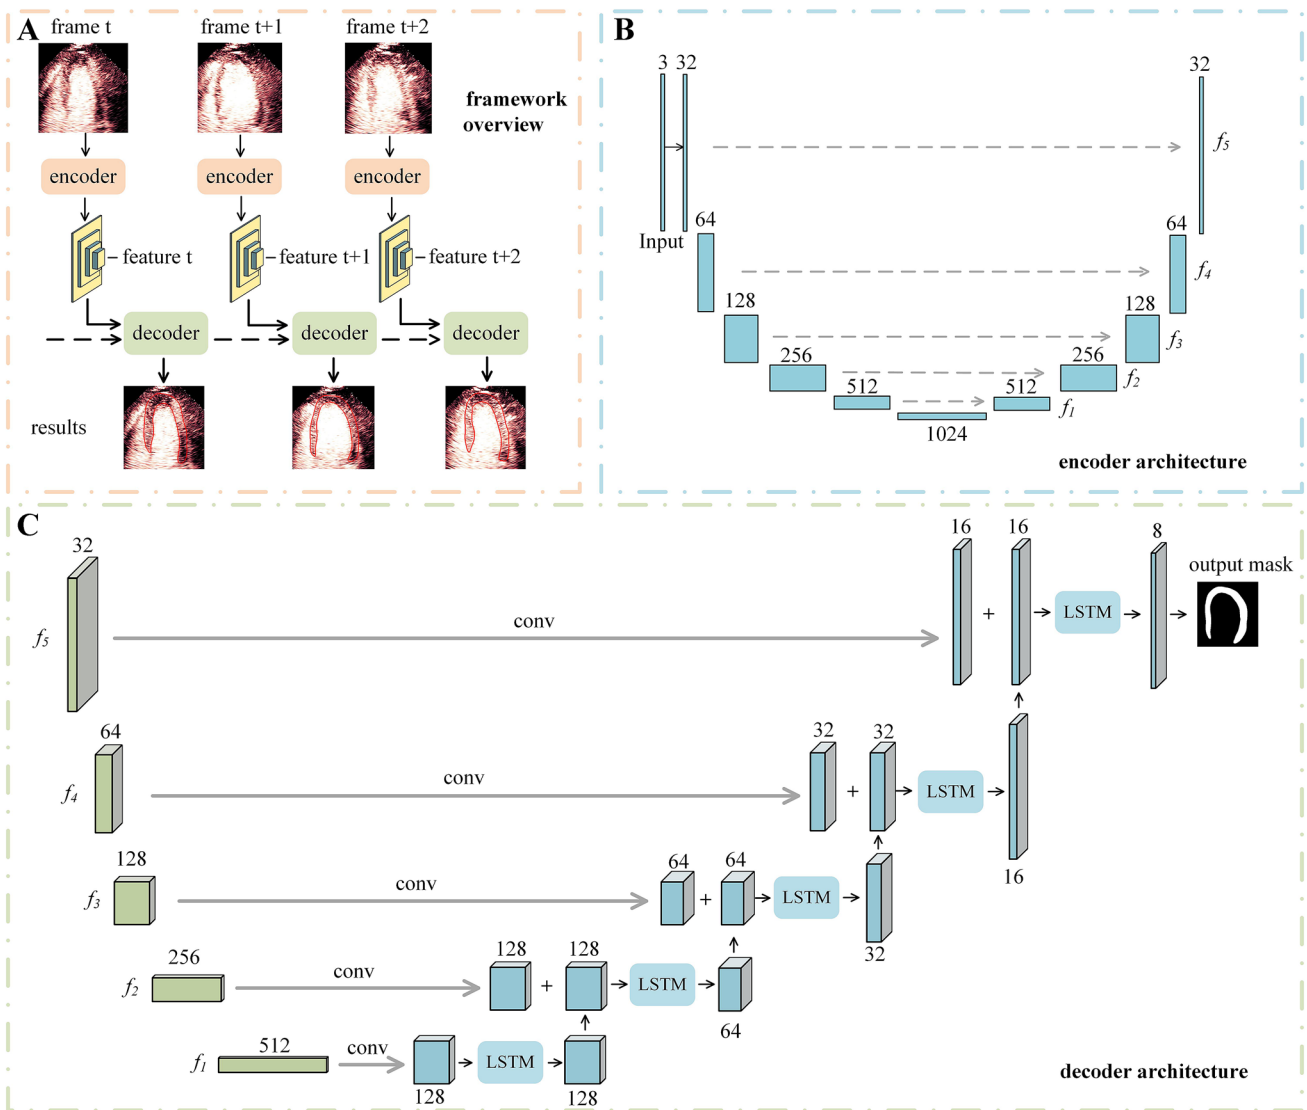 A
frame t
frame t+1
frame t+2
framework
overview
encoder
encoder
encoder
feature t
feature t+1
feature t+2
decoder
decoder
decoder
results
B
3
32
32
Input
64
64
128
128
256
256
512
512
1024
f5
f4
f3
f2
f1
encoder architecture
C
32
f5
conv
16
+
16
LSTM
8
output mask
64
f4
conv
32
+
32
LSTM
16
128
f3
conv
64
+
64
LSTM
32
256
f2
conv
128
+
128
LSTM
64
512
f1
conv
128
LSTM
128
decoder architecture